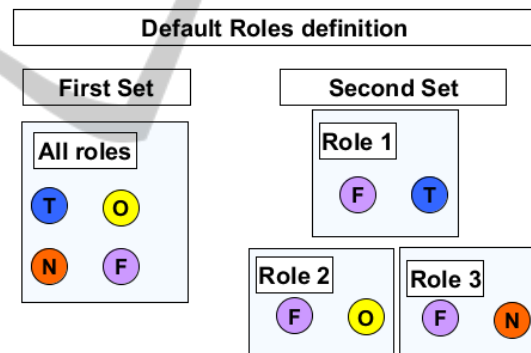 Default Roles definition
First Set
Second Set
All roles
T O
N F
Role 1
F T
Role 2
F O
Role 3
F N